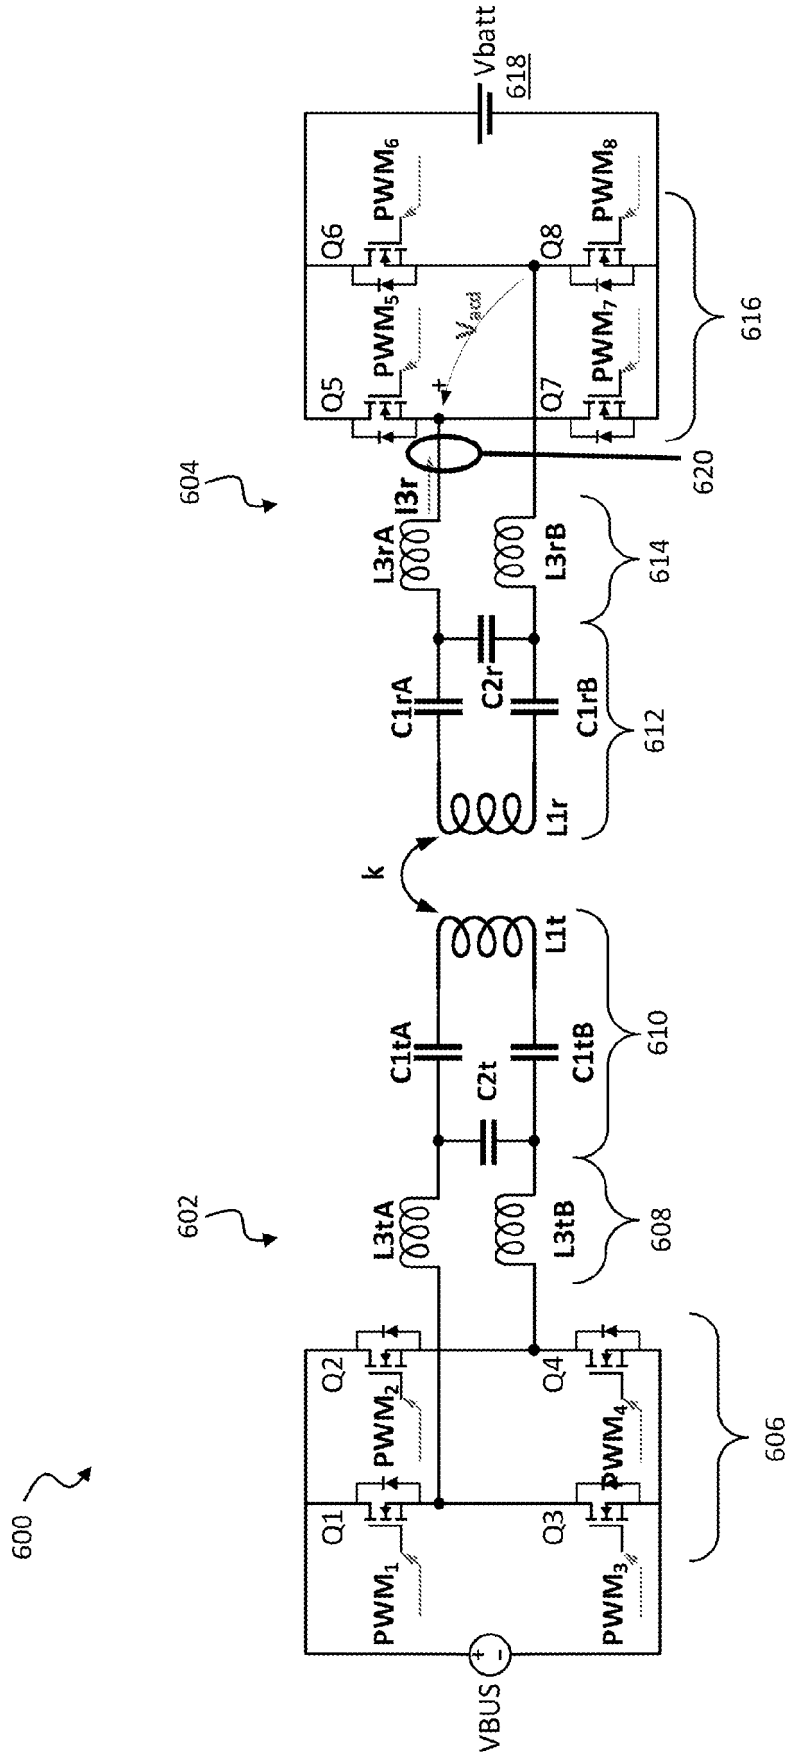 600
602
604
VBUS
+
-
Q1
PWM1
Q2
PWM2
Q3
PWM3
Q4
PWM4
606
L3tA
L3tB
608
C1tA
C2t
C1tB
L1t
610
k
L1r
C1rA
C2r
C1rB
612
L3rA
L3rB
614
I3r
620
+
Vacd
Q5
PWM5
Q6
PWM6
Q7
PWM7
Q8
PWM8
616
Vbatt
618